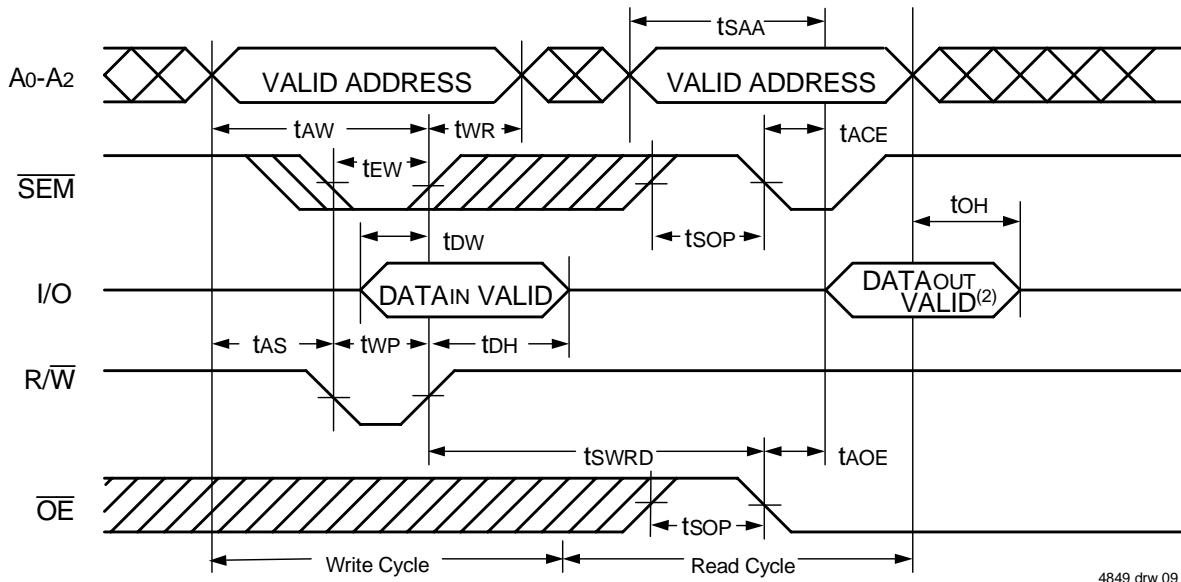 tSAA
A0-A2
VALID ADDRESS
VALID ADDRESS
tAW
tWR
tACE
tEW
SEM
tOH
tDW
tSOP
I/O
DATAIN VALID
DATAOUT
VALID(2)
tAS
tWP
tDH
R/W
tSWRD
tAOE
OE
tSOP
Write Cycle
Read Cycle
4849 drw 09